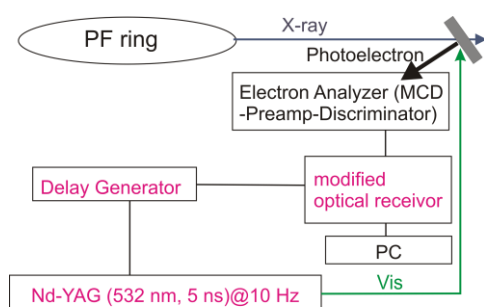 PF ring
X-ray
Photoelectron
Electron Analyzer (MCD
-Preamp-Discriminator)
Delay Generator
modified
optical receivor
PC
Vis
Nd-YAG (532 nm, 5 ns)@10 Hz